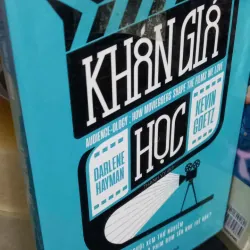 KHÁN GIẢ
AUDIENCE-OLOGY: HOW MOVIEGOERS SHAPE THE FILMS WE LOVE
HỌC
DARLENE
HAYMAN
KEVIN
GOETZ